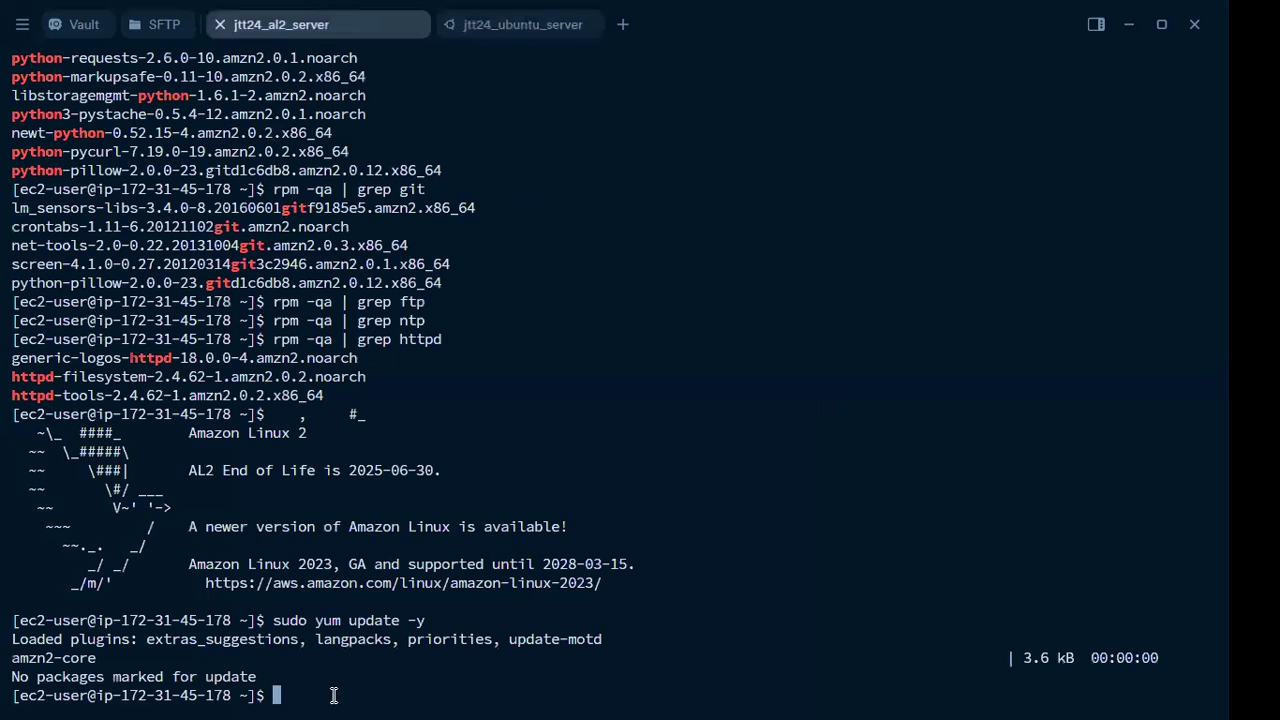 Vault SFTP jtt24_al2_server jtt24_ubuntu_server
python-requests-2.6.0-10.amzn2.0.1.noarch
python-markupsafe-0.11-10.amzn2.0.2.x86_64
libstoragemgmt-python-1.6.1-2.amzn2.noarch
python3-pystache-0.5.4-12.amzn2.0.1.noarch
newt-python-0.52.15-4.amzn2.0.2.x86_64
python-pycurl-7.19.0-19.amzn2.0.2.x86_64
python-pillow-2.0.0-23.gitd1c6db8.amzn2.0.12.x86_64
[ec2-user@ip-172-31-45-178 ~]$ rpm -qa | grep git
lm_sensors-libs-3.4.0-8.20160601gitf9185e5.amzn2.x86_64
crontabs-1.11-6.20121102git.amzn2.noarch
net-tools-2.0-0.22.20131004git.amzn2.0.3.x86_64
screen-4.1.0-0.27.20120314git3c2946.amzn2.0.1.x86_64
python-pillow-2.0.0-23.gitd1c6db8.amzn2.0.12.x86_64
[ec2-user@ip-172-31-45-178 ~]$ rpm -qa | grep ftp
[ec2-user@ip-172-31-45-178 ~]$ rpm -qa | grep ntp
[ec2-user@ip-172-31-45-178 ~]$ rpm -qa | grep httpd
generic-logos-httpd-18.0.0-4.amzn2.noarch
httpd-filesystem-2.4.62-1.amzn2.0.2.noarch
httpd-tools-2.4.62-1.amzn2.0.2.x86_64
[ec2-user@ip-172-31-45-178 ~]$    ,     #_
   ~\_  ####_        Amazon Linux 2
  ~~  \_#####\
  ~~     \###|       AL2 End of Life is 2025-06-30.
  ~~       \#/ ___
   ~~       V~' '->
    ~~~         /    A newer version of Amazon Linux is available!
      ~~._.   _/
         _/ _/       Amazon Linux 2023, GA and supported until 2028-03-15.
       _/m/'           https://aws.amazon.com/linux/amazon-linux-2023/
[ec2-user@ip-172-31-45-178 ~]$ sudo yum update -y
Loaded plugins: extras_suggestions, langpacks, priorities, update-motd
amzn2-core | 3.6 kB 00:00:00
No packages marked for update
[ec2-user@ip-172-31-45-178 ~]$